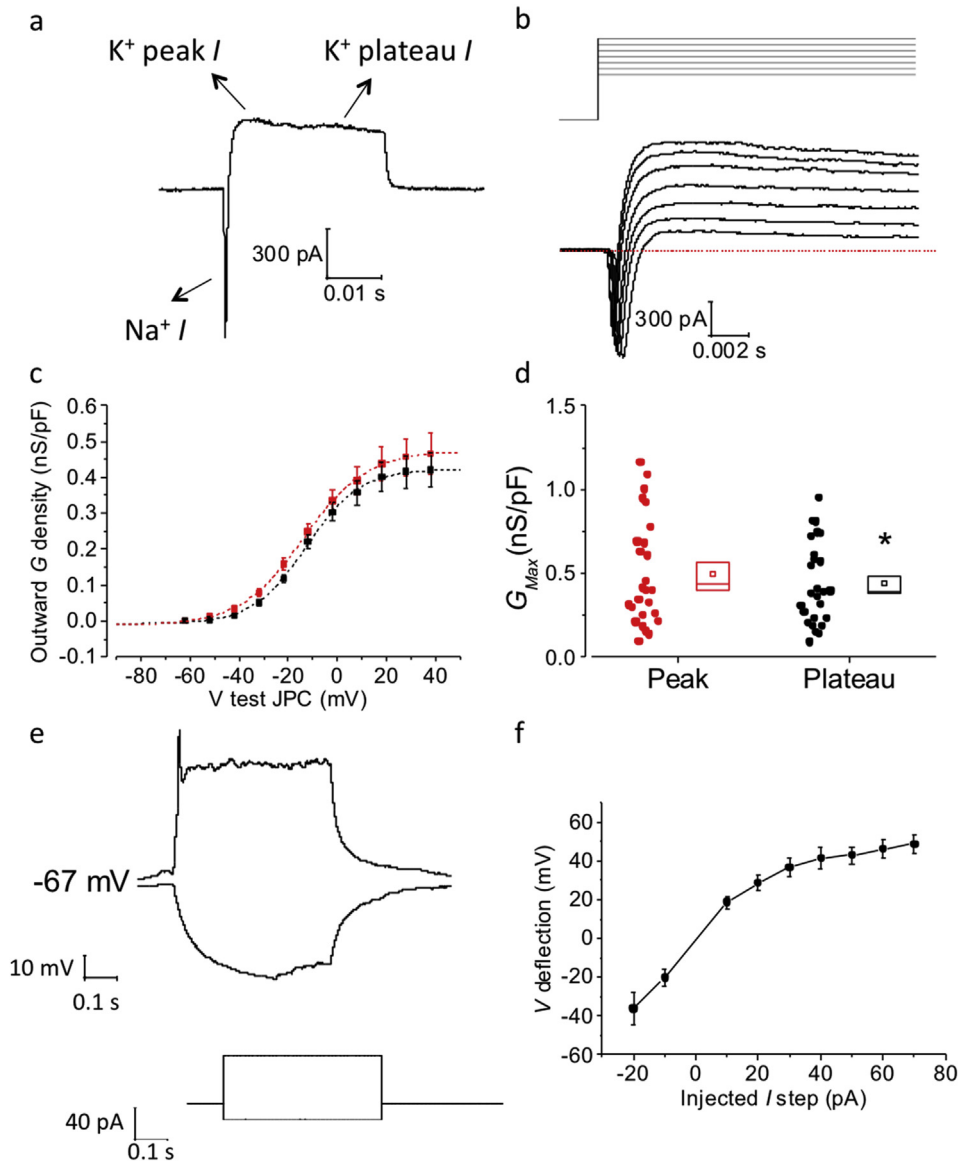 a
K+ peak I
K+ plateau I
300 pA
0.01 s
Na+ I
b
300 pA
0.002 s
c
Outward G density (nS/pF)
0.6
0.5
0.4
0.3
0.2
0.1
0.0
-0.1
-80 -60 -40 -20 0 20 40
V test JPC (mV)
d
GMax(nS/pF)
1.5
1.0
0.5
0.0
*
Peak
Plateau
e
-67 mV
10 mV
0.1 s
40 pA
0.1 s
f
V deflection (mV)
60
40
20
0
-20
-40
-60
-20 0 20 40 60 80
Injected I step (pA)